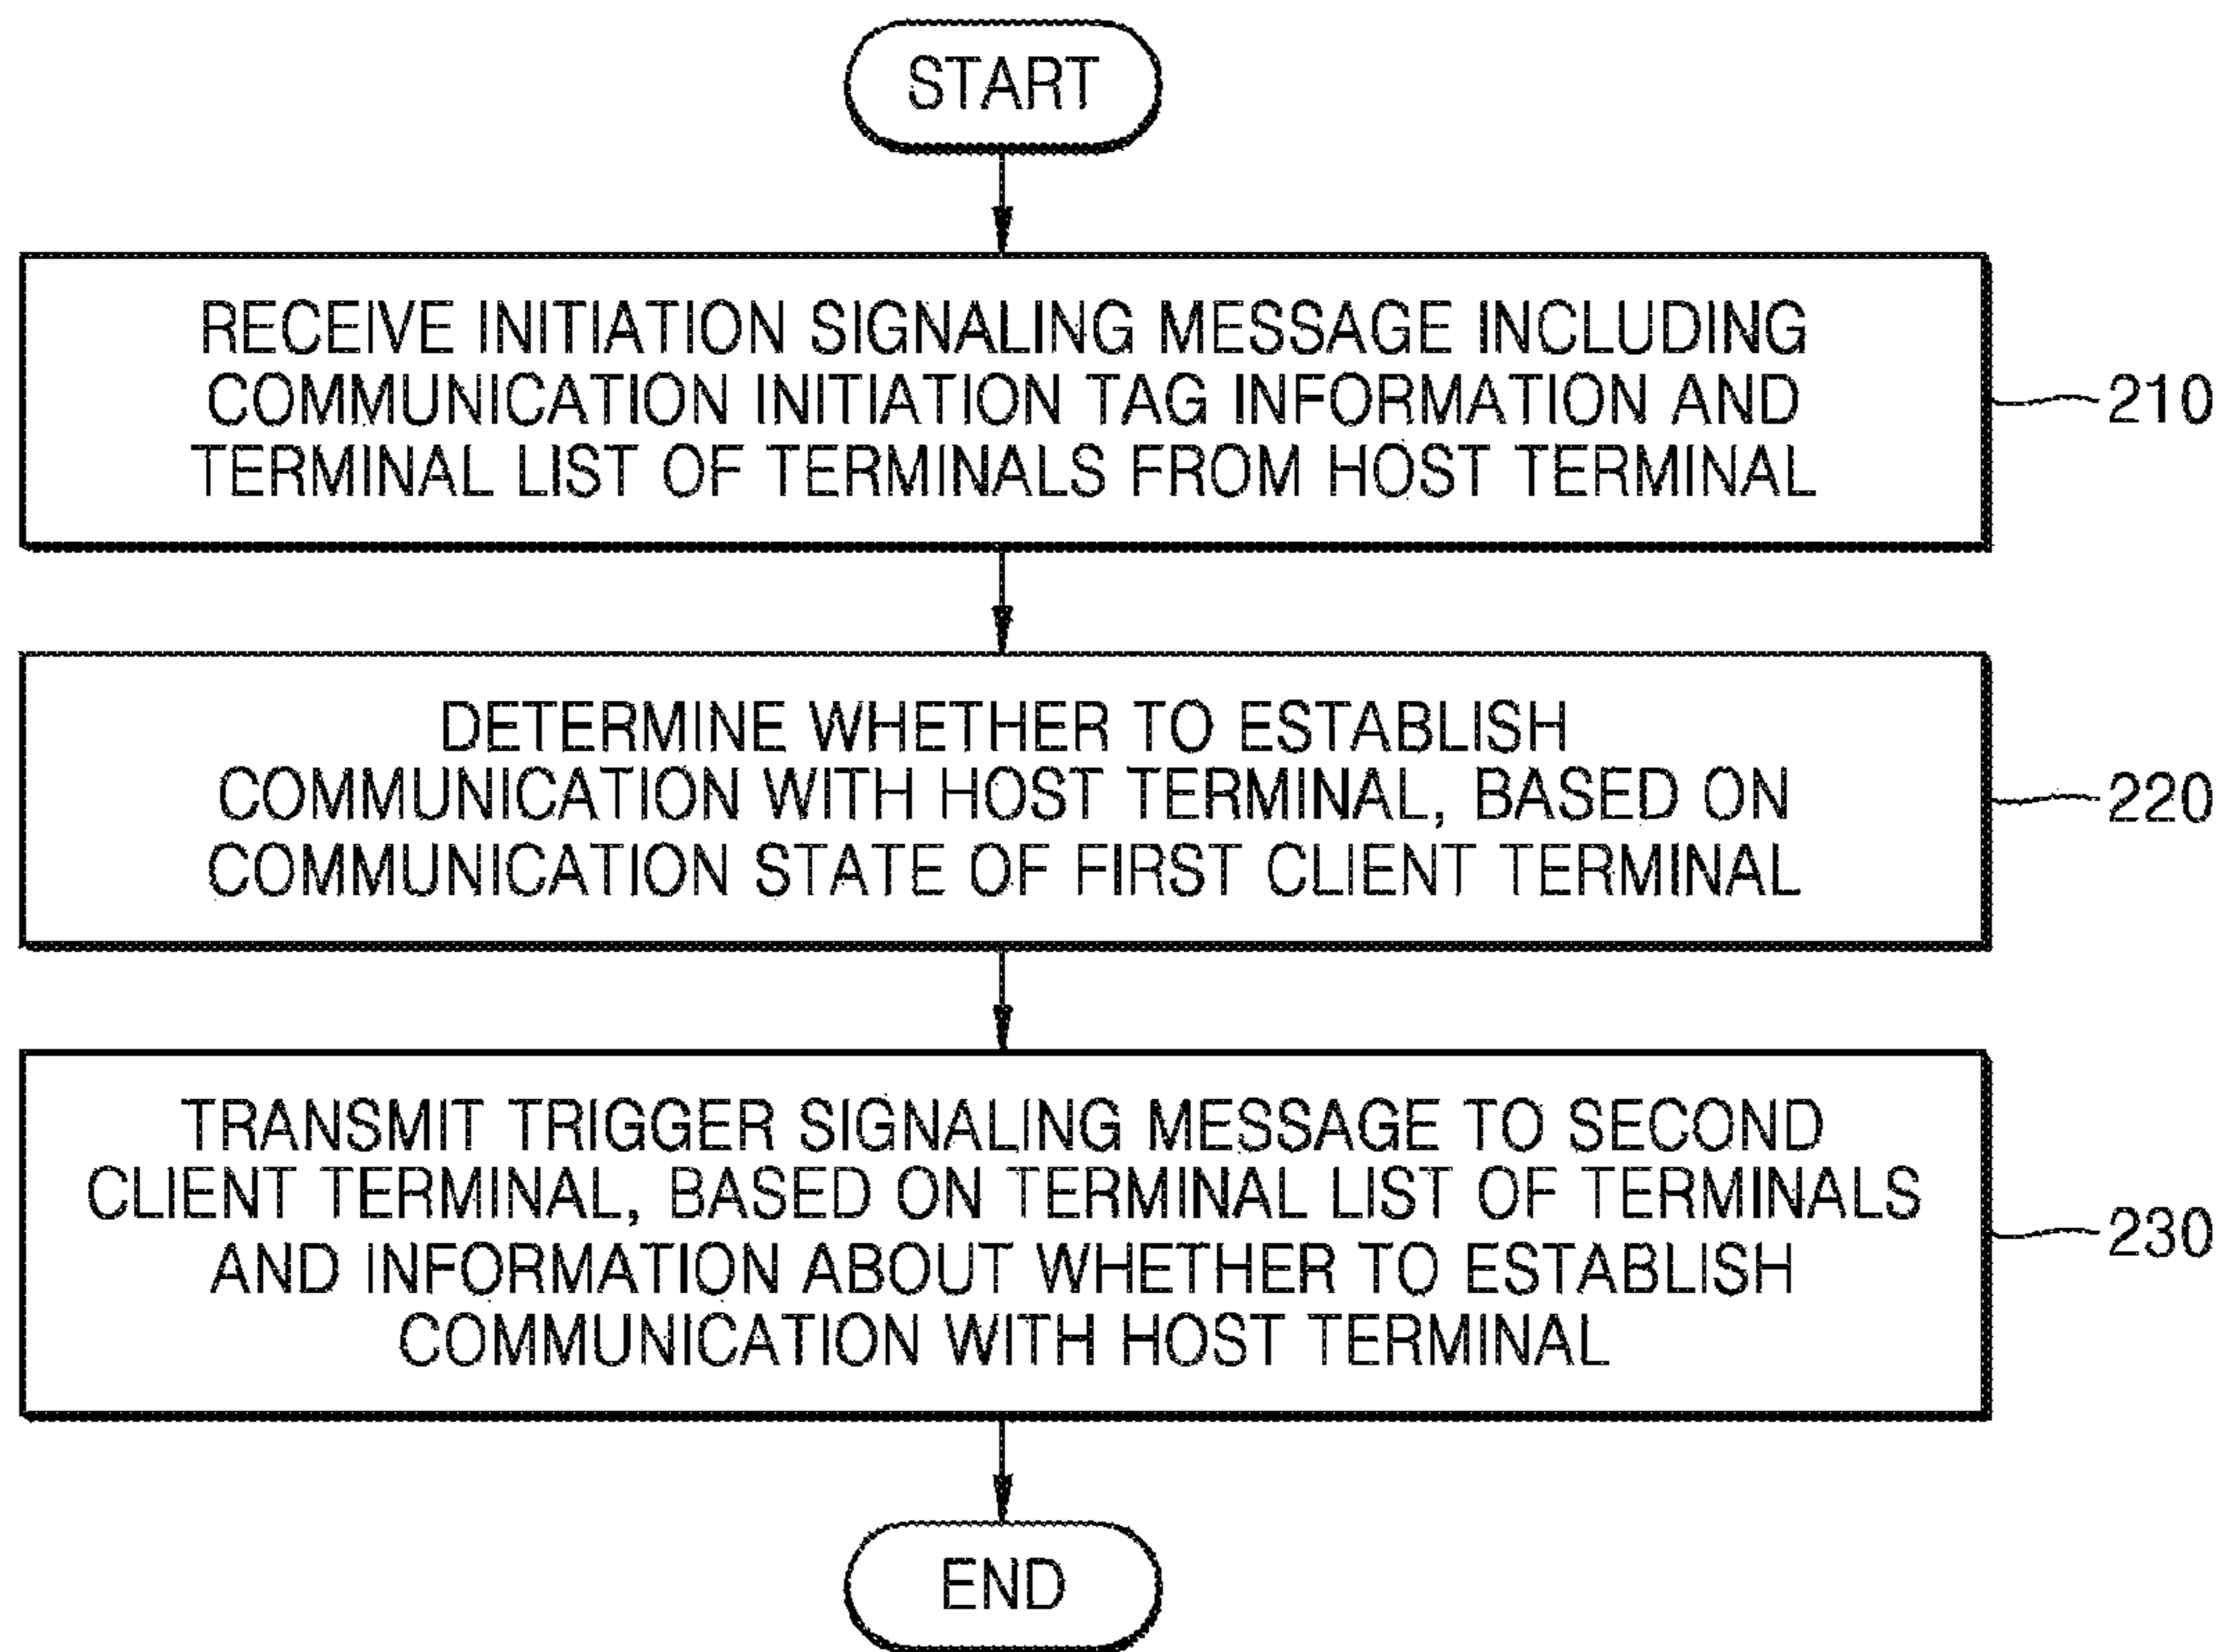 START
RECEIVE INITIATION SIGNALING MESSAGE INCLUDING
COMMUNICATION INITIATION TAG INFORMATION AND
TERMINAL LIST OF TERMINALS FROM HOST TERMINAL
210
DETERMINE WHETHER TO ESTABLISH
COMMUNICATION WITH HOST TERMINAL, BASED ON
COMMUNICATION STATE OF FIRST CLIENT TERMINAL
220
TRANSMIT TRIGGER SIGNALING MESSAGE TO SECOND
CLIENT TERMINAL, BASED ON TERMINAL LIST OF TERMINALS
AND INFORMATION ABOUT WHETHER TO ESTABLISH
COMMUNICATION WITH HOST TERMINAL
230
END